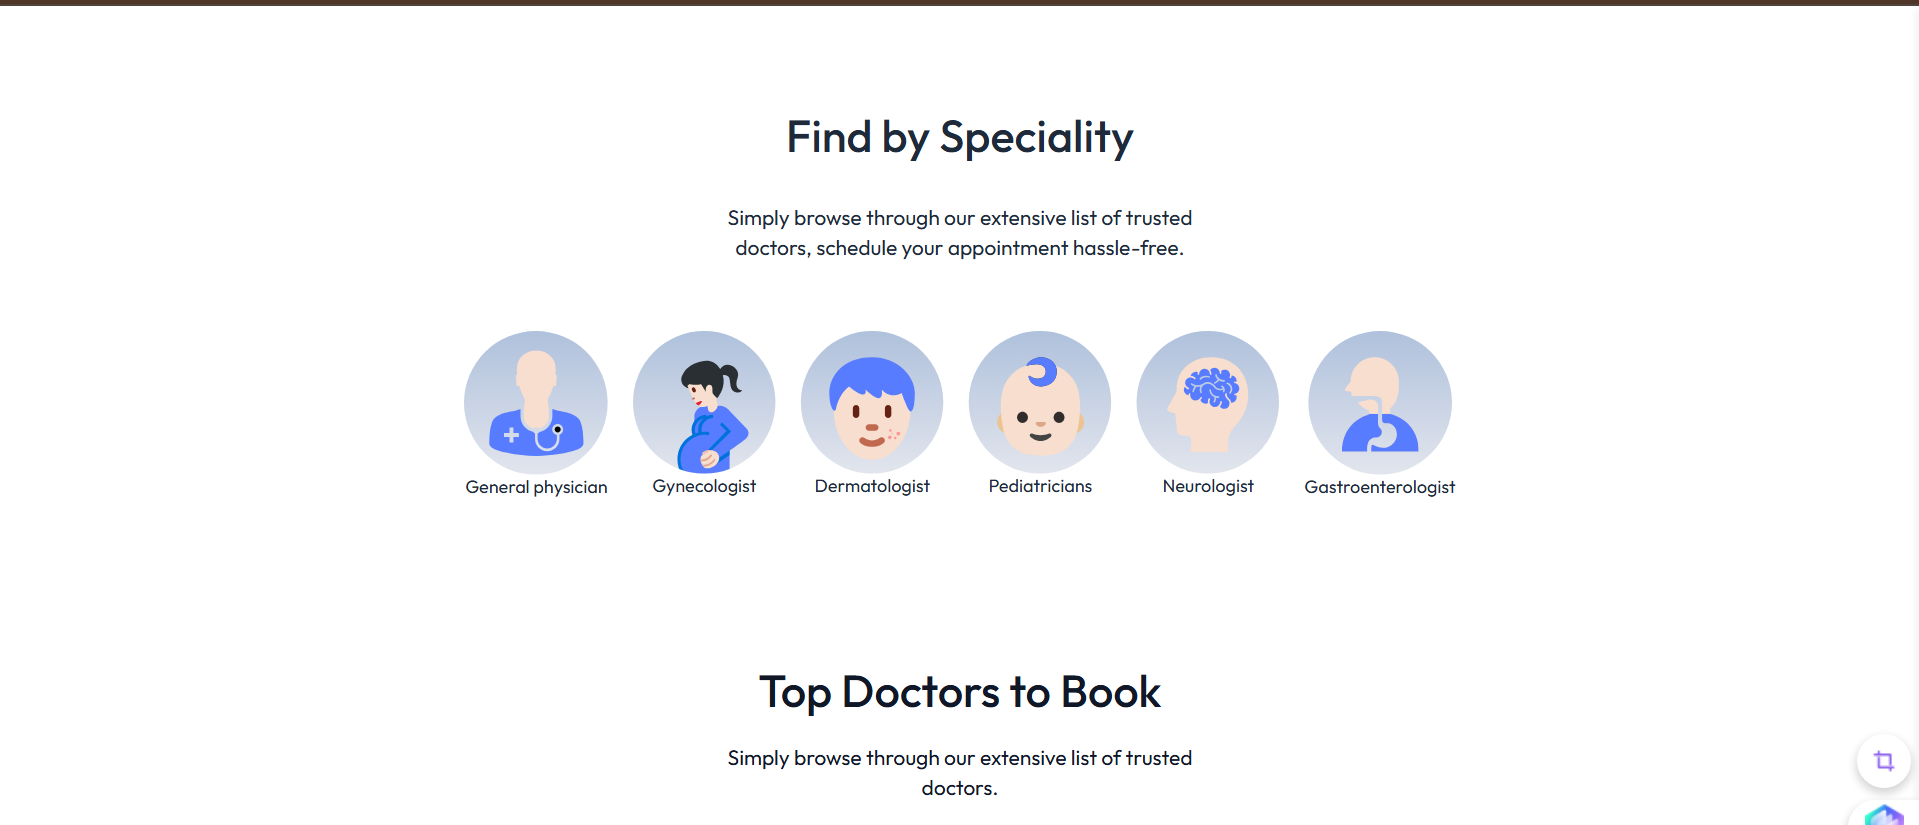 Find by Speciality
Simply browse through our extensive list of trusted
doctors, schedule your appointment hassle-free.
General physician
Gynecologist
Dermatologist
Pediatricians
Neurologist
Gastroenterologist
Top Doctors to Book
Simply browse through our extensive list of trusted
doctors.